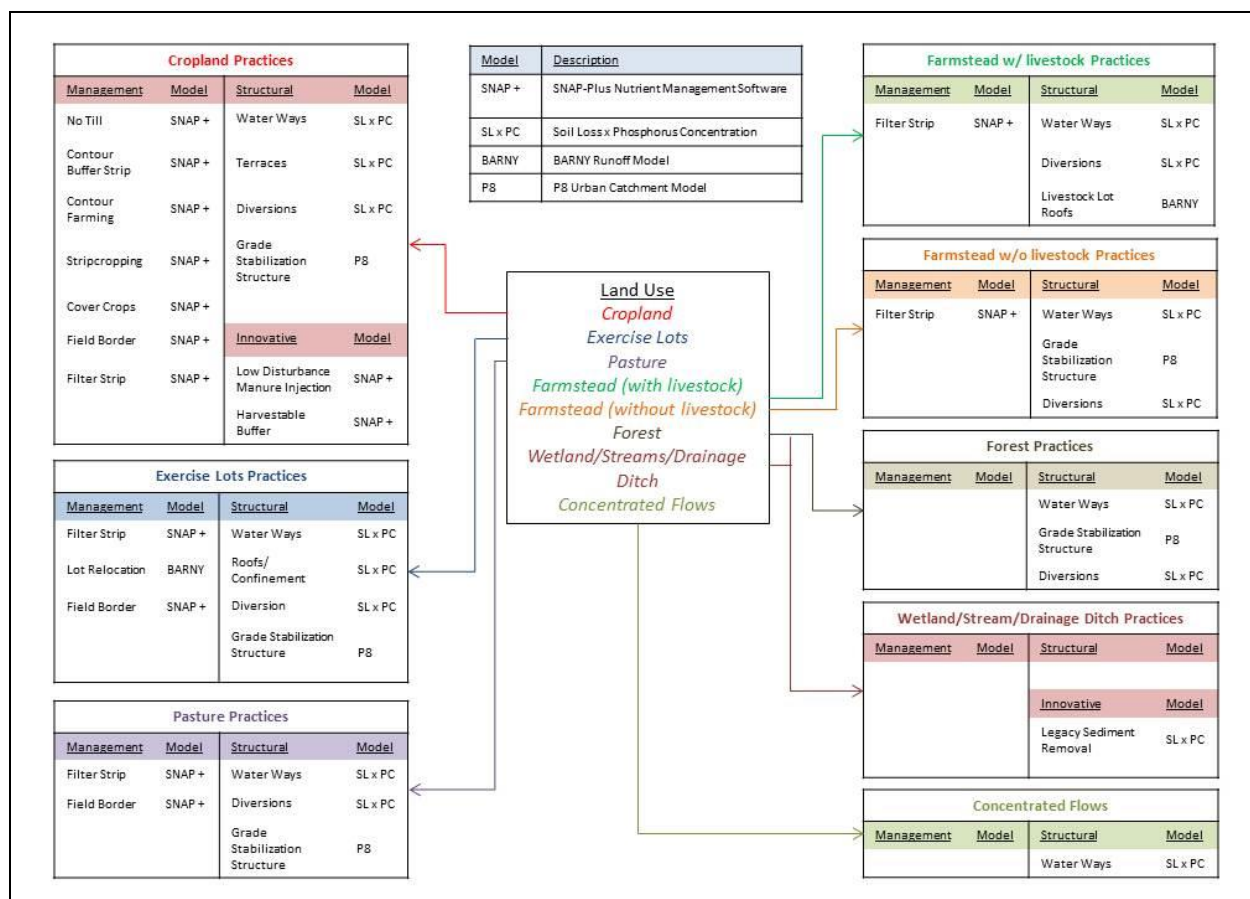 Cropland Practices
Management Model Structural Model
No Till SNAP + Water Ways SL x PC
Contour
Buffer Strip SNAP + Terraces SL x PC
Contour
Farming SNAP + Diversions SL x PC
Stripcropping SNAP + Grade
Stabilization
Structure P8
Cover Crops SNAP +
Field Border SNAP + Innovative Model
Filter Strip SNAP + Low Disturbance
Manure Injection SNAP +
Harvestable
Buffer SNAP +
Exercise Lots Practices
Management Model Structural Model
Filter Strip SNAP + Water Ways SL x PC
Lot Relocation BARNY Roofs/
Confinement SL x PC
Field Border SNAP + Diversion SL x PC
Grade Stabilization
Structure P8
Pasture Practices
Management Model Structural Model
Filter Strip SNAP + Water Ways SL x PC
Field Border SNAP + Diversions SL x PC
Grade
Stabilization
Structure P8
Model Description
SNAP + SNAP-Plus Nutrient Management Software
SL x PC Soil Loss x Phosphorus Concentration
BARNY BARNY Runoff Model
P8 P8 Urban Catchment Model
Land Use
Cropland
Exercise Lots
Pasture
Farmstead (with livestock)
Farmstead (without livestock)
Forest
Wetland/Streams/Drainage
Ditch
Concentrated Flows
Farmstead w/ livestock Practices
Management Model Structural Model
Filter Strip SNAP + Water Ways SL x PC
Diversions SL x PC
Livestock Lot
Roofs BARNY
Farmstead w/o livestock Practices
Management Model Structural Model
Filter Strip SNAP + Water Ways SL x PC
Grade
Stabilization
Structure P8
Diversions SL x PC
Forest Practices
Management Model Structural Model
Water Ways SL x PC
Grade Stabilization
Structure P8
Diversions SL x PC
Wetland/Stream/Drainage Ditch Practices
Management Model Structural Model
Innovative Model
Legacy Sediment
Removal SL x PC
Concentrated Flows
Management Model Structural Model
Water Ways SL x PC